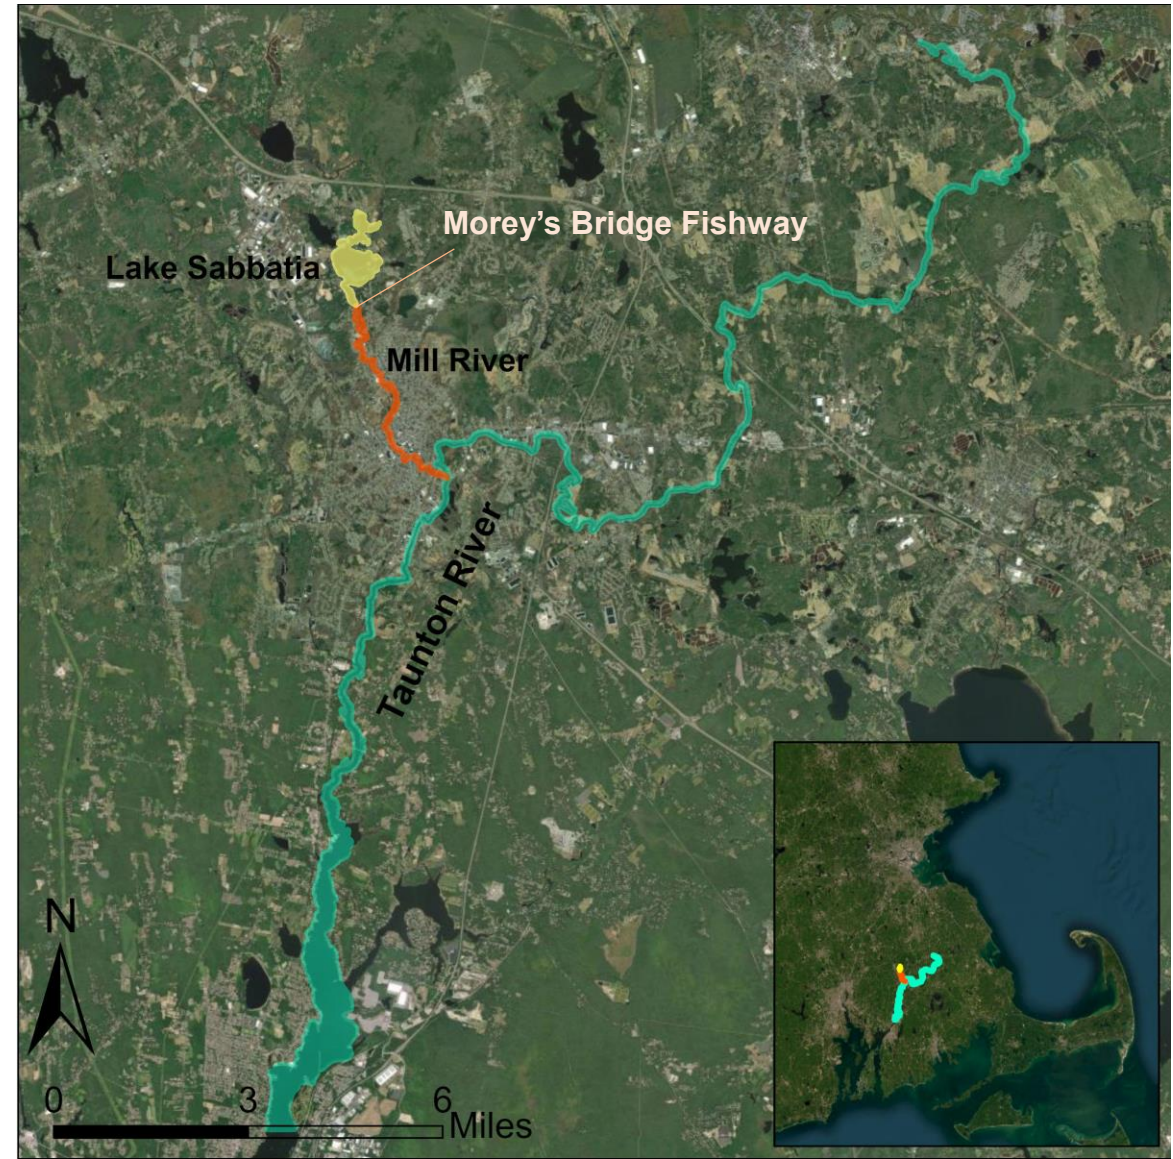 Morey’s Bridge Fishway
Lake Sabbatia
Mill River
Taunton River
N
0 3 6
Miles